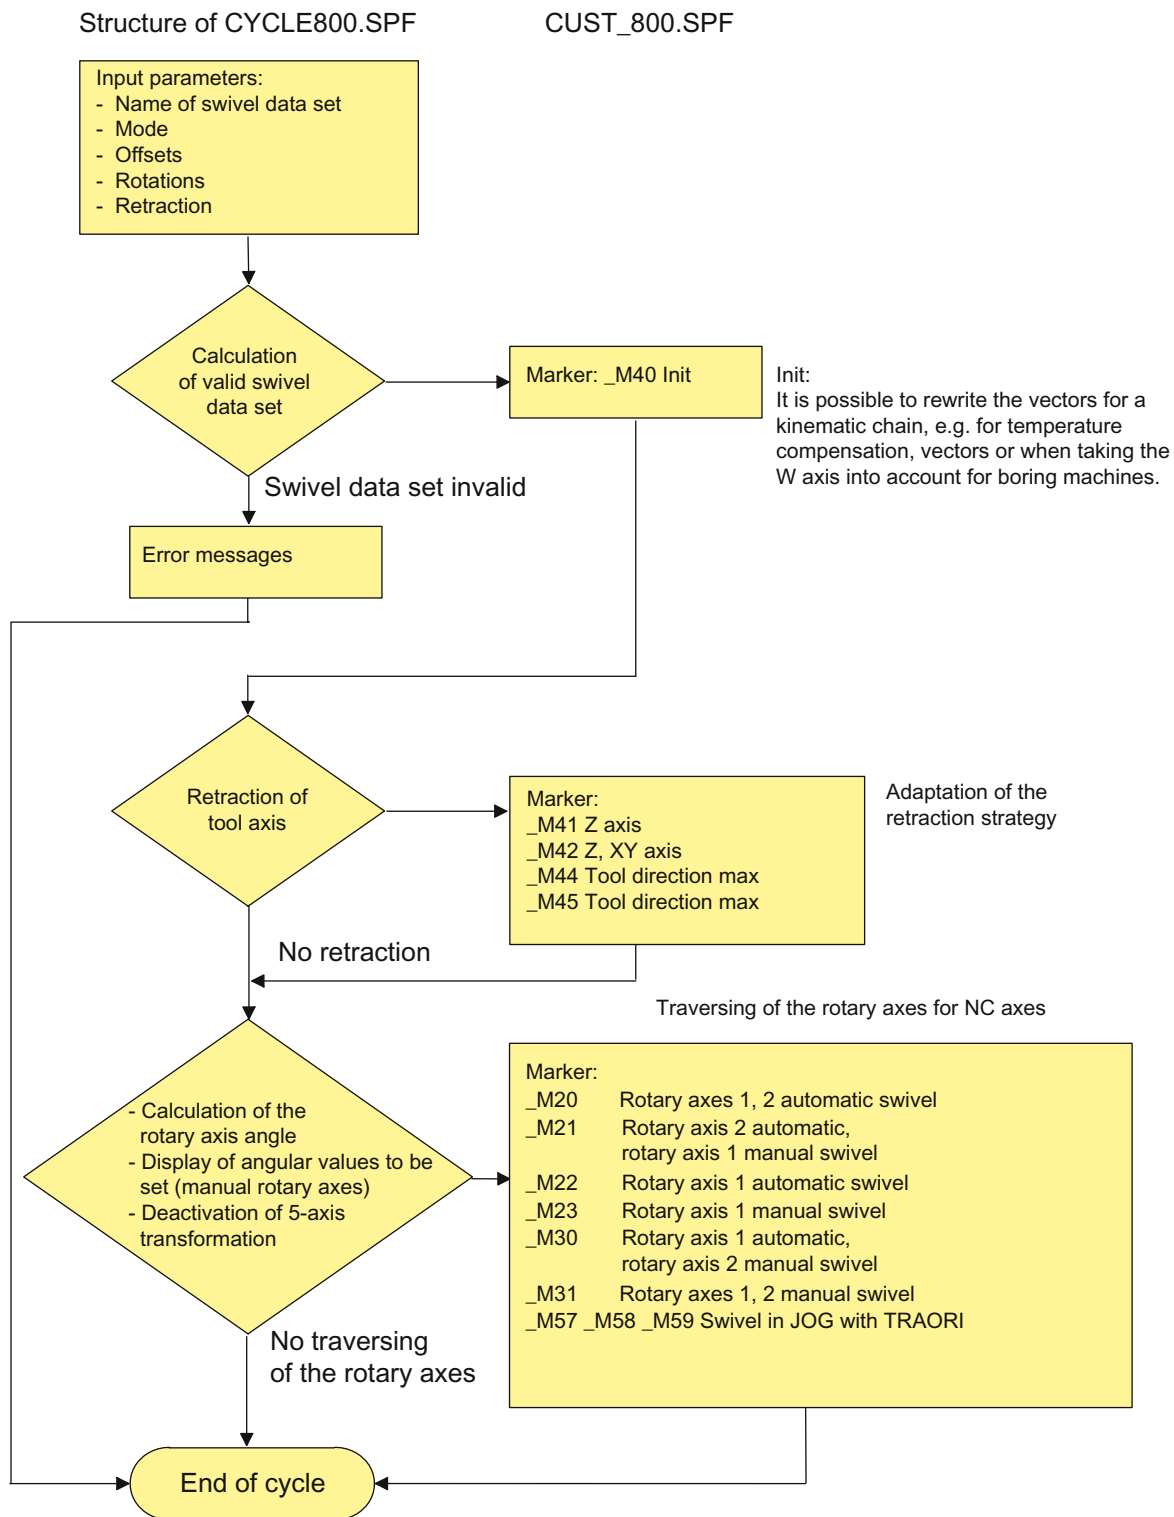 Structure of CYCLE800.SPF
CUST_800.SPF
Input parameters:
- Name of swivel data set
- Mode
- Offsets
- Rotations
- Retraction
Calculation
of valid swivel
data set
Marker: _M40 Init
Init:
It is possible to rewrite the vectors for a
kinematic chain, e.g. for temperature
compensation, vectors or when taking the
W axis into account for boring machines.
Swivel data set invalid
Error messages
Retraction of
tool axis
Marker:
_M41 Z axis
_M42 Z, XY axis
_M44 Tool direction max
_M45 Tool direction max
Adaptation of the
retraction strategy
No retraction
Traversing of the rotary axes for NC axes
- Calculation of the
rotary axis angle
- Display of angular values to be
set (manual rotary axes)
- Deactivation of 5-axis
transformation
Marker:
_M20 Rotary axes 1, 2 automatic swivel
_M21 Rotary axis 2 automatic,
rotary axis 1 manual swivel
_M22 Rotary axis 1 automatic swivel
_M23 Rotary axis 1 manual swivel
_M30 Rotary axis 1 automatic,
rotary axis 2 manual swivel
_M31 Rotary axes 1, 2 manual swivel
_M57 _M58 _M59 Swivel in JOG with TRAORI
No traversing
of the rotary axes
End of cycle